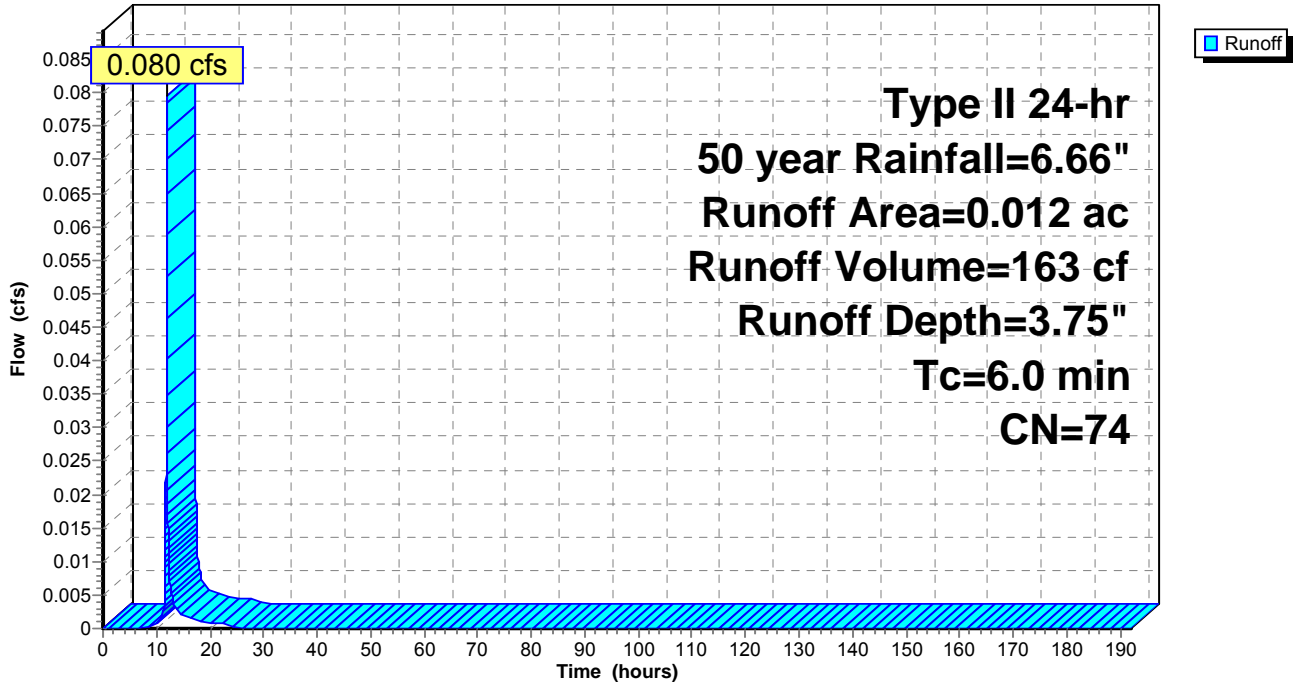 Runoff
0.080 cfs
Type II 24-hr
50 year Rainfall=6.66"
Runoff Area=0.012 ac
Runoff Volume=163 cf
Runoff Depth=3.75"
Tc=6.0 min
CN=74
Flow (cfs)
0.085
0.08
0.075
0.07
0.065
0.06
0.055
0.05
0.045
0.04
0.035
0.03
0.025
0.02
0.015
0.01
0.005
0
0 10 20 30 40 50 60 70 80 90 100 110 120 130 140 150 160 170 180 190
Time (hours)